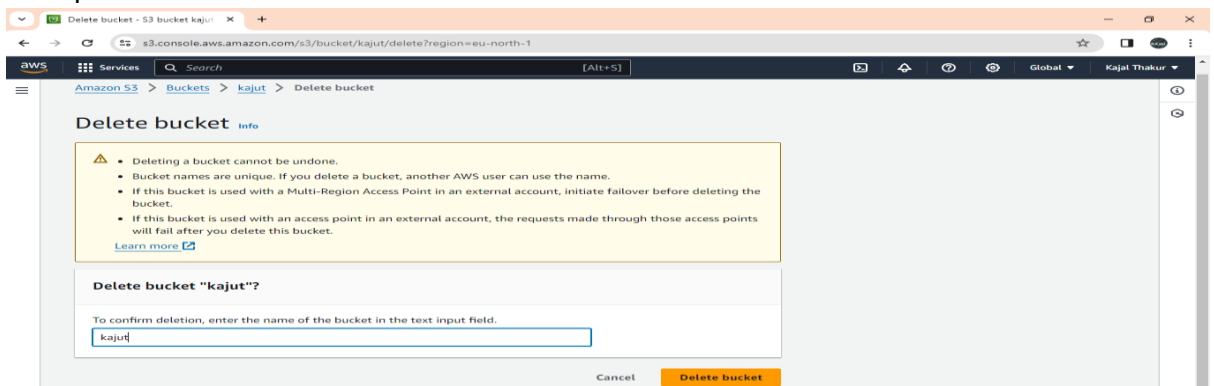 Delete bucket - S3 bucket kajut
s3.console.aws.amazon.com/s3/bucket/kajut/delete?region=eu-north-1
aws
Services
Search
[Alt+S]
Global
Kajal Thakur
Amazon S3 > Buckets > kajut > Delete bucket
Delete bucket Info
• Deleting a bucket cannot be undone.
• Bucket names are unique. If you delete a bucket, another AWS user can use the name.
• If this bucket is used with a Multi-Region Access Point in an external account, initiate failover before deleting the
bucket.
• If this bucket is used with an access point in an external account, the requests made through those access points
will fail after you delete this bucket.
Learn more
Delete bucket "kajut"?
To confirm deletion, enter the name of the bucket in the text input field.
kajut
Cancel
Delete bucket